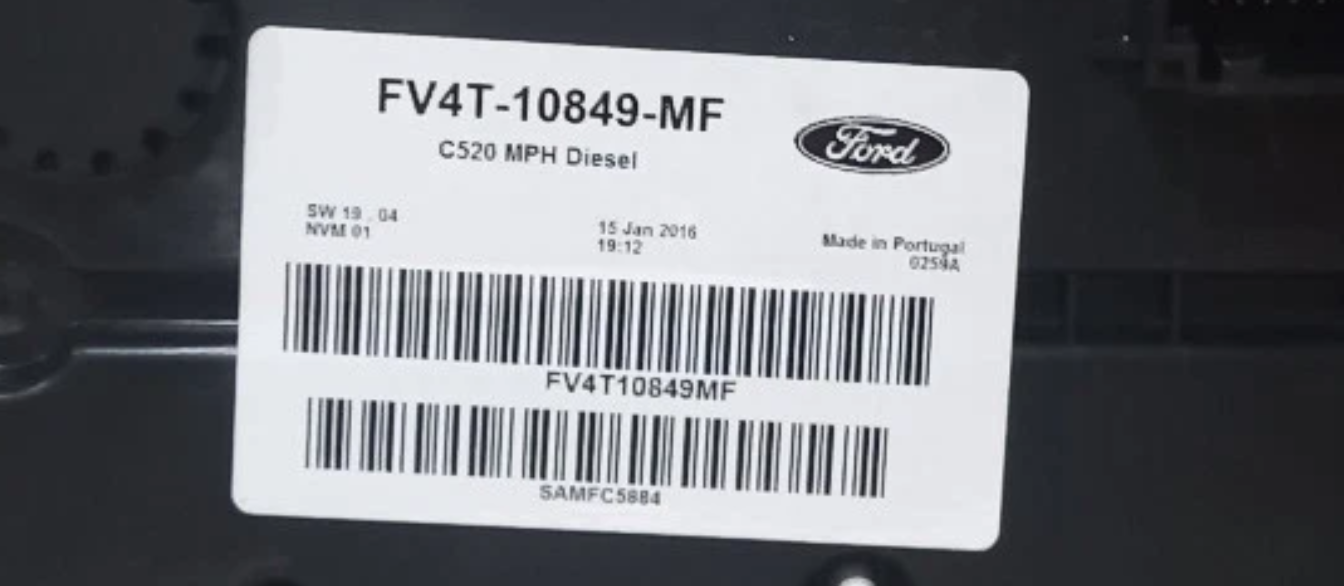 FV4T-10849-MF
C520 MPH Diesel
Ford
SW 19 . 04
NVM 01
15 Jan 2016
19:12
Made in Portugal
0259A
FV4T10849MF
SAMFC5884